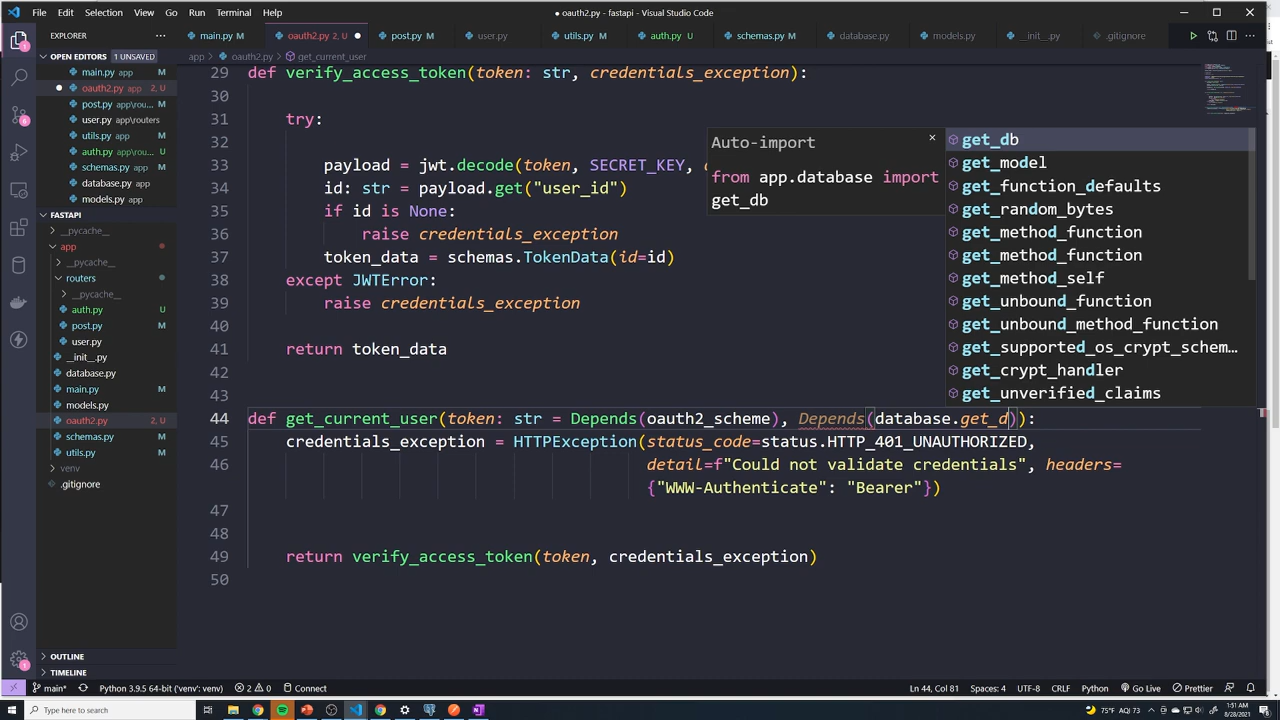 File Edit Selection View Go Run Terminal Help
● oauth2.py - fastapi - Visual Studio Code
EXPLORER
main.py M
oauth2.py 2, U ●
post.py M
user.py
utils.py M
auth.py U
schemas.py M
database.py
models.py
__init__.py
.gitignore
OPEN EDITORS 1 UNSAVED
app > oauth2.py > get_current_user
main.py app M
oauth2.py app 2, U
post.py app\rou... M
user.py app\routers
utils.py app M
auth.py app\rou... U
schemas.py app M
database.py app
models.py app
FASTAPI
__pycache__
app
__pycache__
routers
__pycache__
auth.py U
post.py M
user.py
__init__.py
database.py
main.py M
models.py
oauth2.py 2, U
schemas.py M
utils.py M
venv
.gitignore
OUTLINE
TIMELINE
29 def verify_access_token(token: str, credentials_exception):
30
31 try:
32
33 payload = jwt.decode(token, SECRET_KEY,
34 id: str = payload.get("user_id")
35 if id is None:
36 raise credentials_exception
37 token_data = schemas.TokenData(id=id)
38 except JWTError:
39 raise credentials_exception
40
41 return token_data
42
43
44 def get_current_user(token: str = Depends(oauth2_scheme), Depends(database.get_d)):
45 credentials_exception = HTTPException(status_code=status.HTTP_401_UNAUTHORIZED,
46 detail=f"Could not validate credentials", headers=
{"WWW-Authenticate": "Bearer"})
47
48
49 return verify_access_token(token, credentials_exception)
50
Auto-import
from app.database import
get_db
get_db
get_model
get_function_defaults
get_random_bytes
get_method_function
get_method_function
get_method_self
get_unbound_function
get_unbound_method_function
get_supported_os_crypt_schem...
get_crypt_handler
get_unverified_claims
main* Python 3.9.5 64-bit ('venv': venv) 2 0 Connect
Ln 44, Col 81 Spaces: 4 UTF-8 CRLF Python Go Live Prettier
Type here to search
75°F AQI 73
1:51 AM
8/28/2021